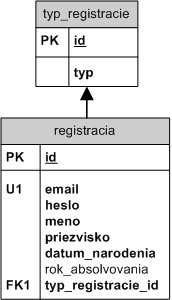 typ_registracie
PK id
typ
registracia
PK id
U1 email
heslo
meno
priezvisko
datum_narodenia
rok_absolvovania
FK1 typ_registracie_id